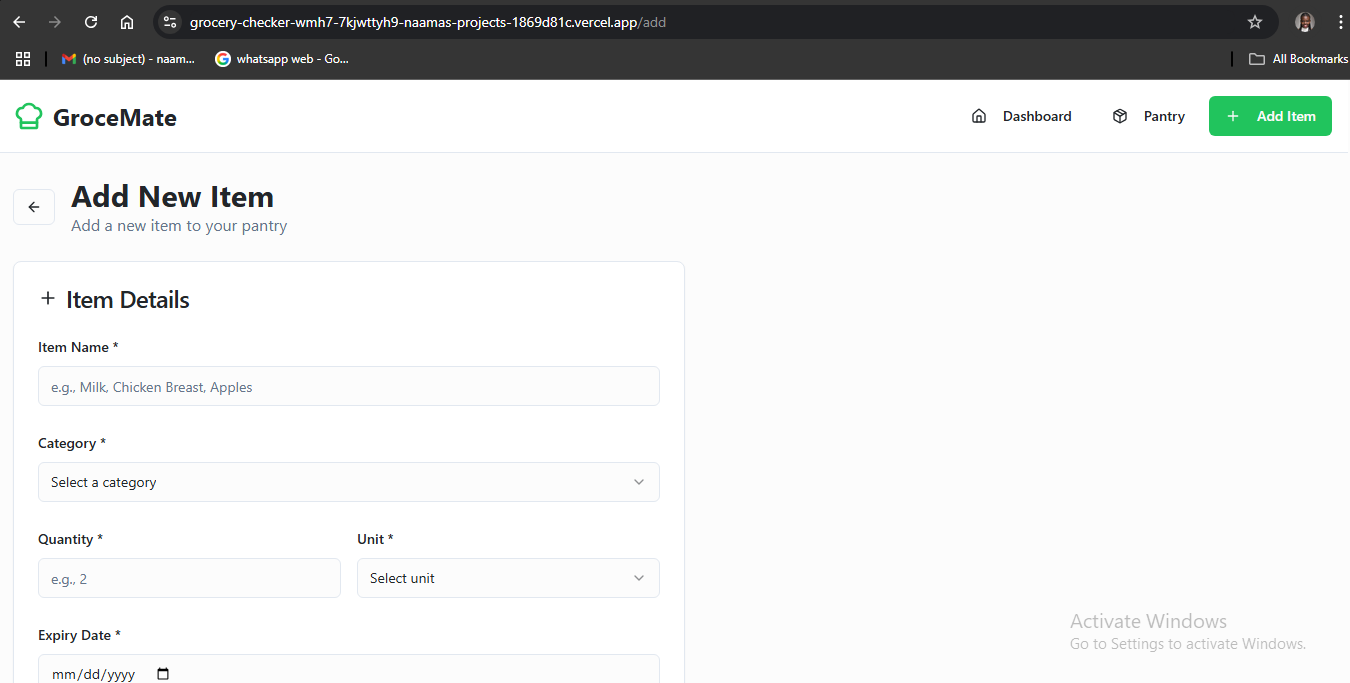 grocery-checker-wmh7-7kjwttyh9-naamas-projects-1869d81c.vercel.app/add
(no subject) - naam...
whatsapp web - Go...
All Bookmarks
GroceMate
Dashboard
Pantry
+ Add Item
Add New Item
Add a new item to your pantry
+ Item Details
Item Name *
e.g., Milk, Chicken Breast, Apples
Category *
Select a category
Quantity *
Unit *
e.g., 2
Select unit
Expiry Date *
mm/dd/yyyy
Activate Windows
Go to Settings to activate Windows.